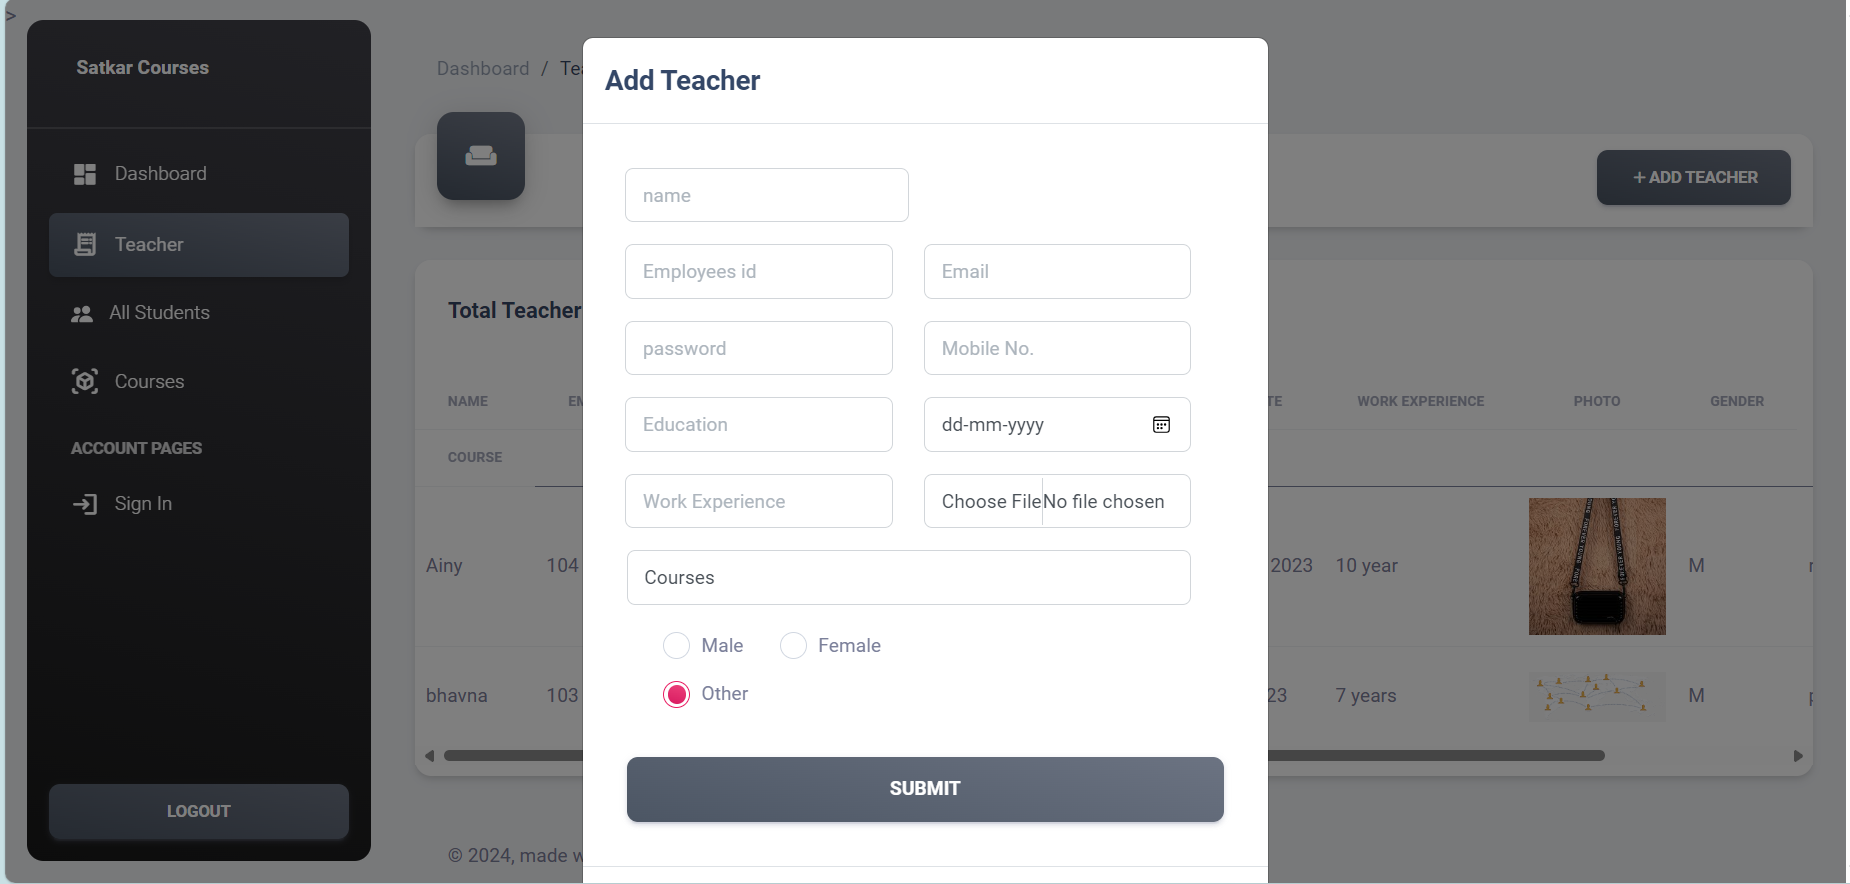 >
Satkar Courses
Dashboard
Teacher
All Students
Courses
ACCOUNT PAGES
Sign In
LOGOUT
Dashboard / Tea
+ ADD TEACHER
Total Teacher
NAME EM TE WORK EXPERIENCE PHOTO GENDER
COURSE
Ainy 104 2023 10 year M
bhavna 103 23 7 years M
© 2024, made w
Add Teacher
name
Employees id Email
password Mobile No.
Education dd-mm-yyyy
Work Experience Choose File No file chosen
Courses
Male Female
Other
SUBMIT